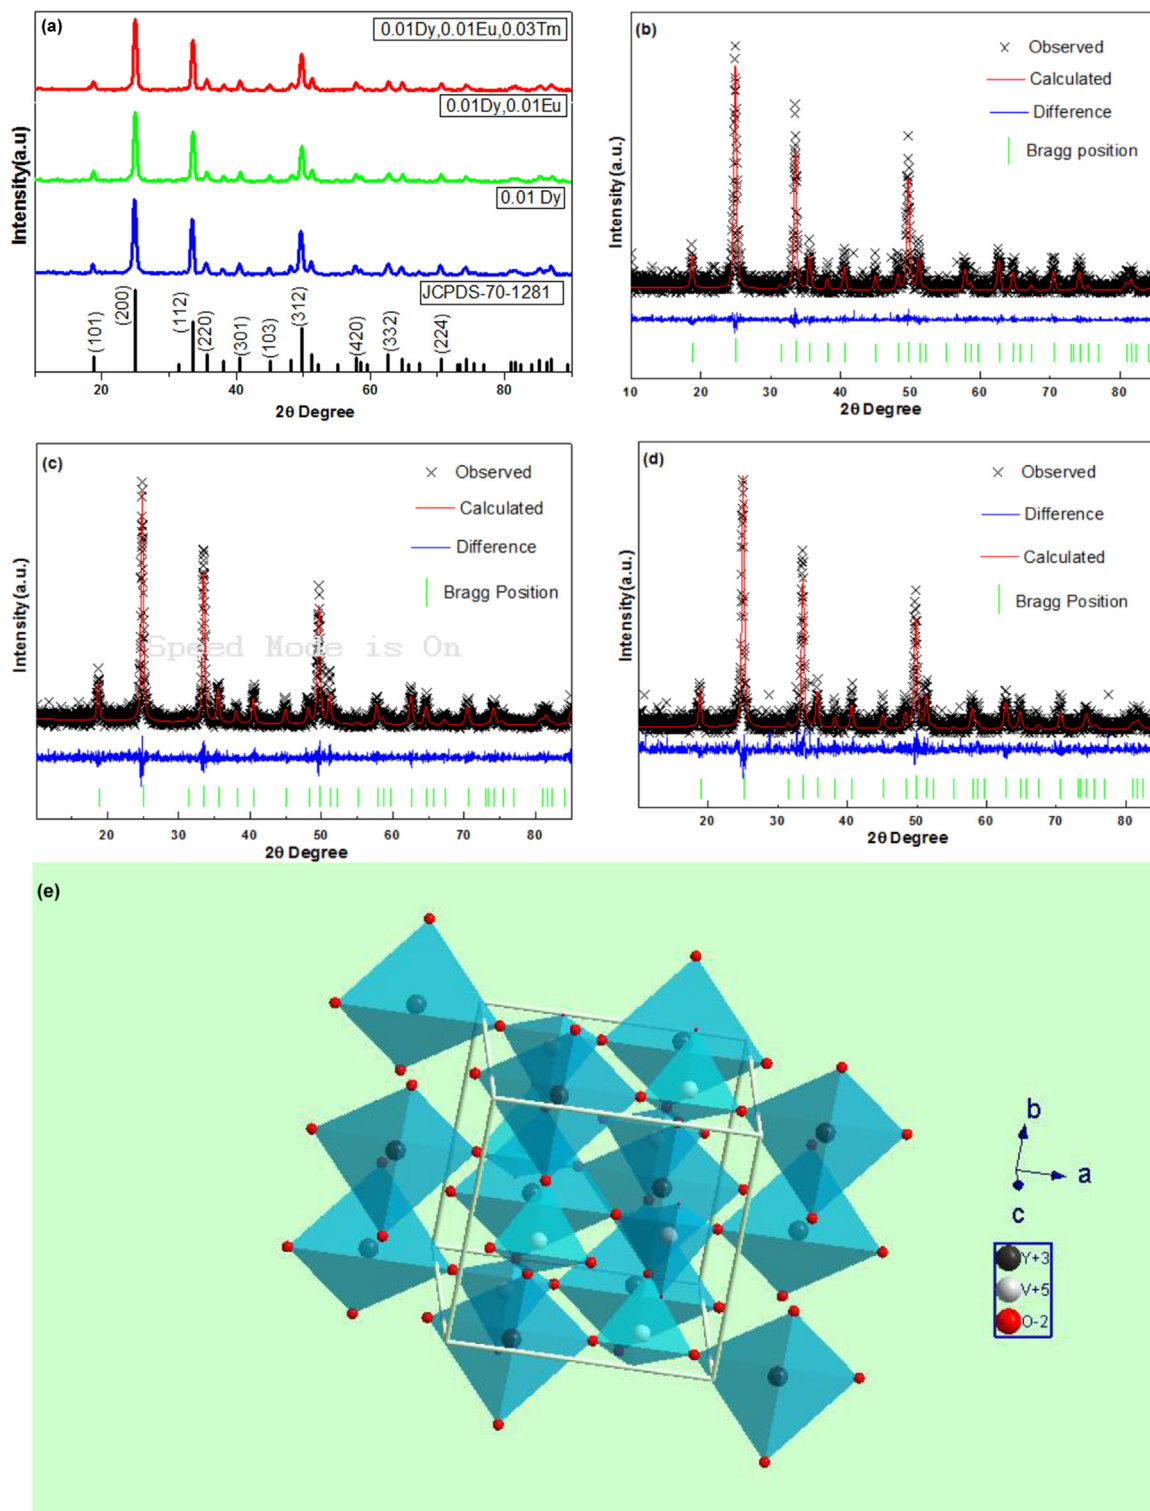 (a)
0.01Dy,0.01Eu,0.03Tm
0.01Dy,0.01Eu
0.01 Dy
JCPDS-70-1281
(101)
(200)
(112)
(220)
(301)
(103)
(312)
(420)
(332)
(224)
Intensity(a.u)
20 40 60 80
2θ Degree
(b)
Observed
Calculated
Difference
Bragg position
Intensity (a.u.)
10 20 30 40 50 60 70 80
2θ Degree
(c)
Observed
Calculated
Difference
Bragg Position
Speed Mode is On
Intensity (a.u.)
20 30 40 50 60 70 80
2θ Degree
(d)
Observed
Difference
Calculated
Bragg Position
Intensity (a.u.)
20 30 40 50 60 70 80
2θ Degree
(e)
b
a
c
Y+3
V+5
O-2